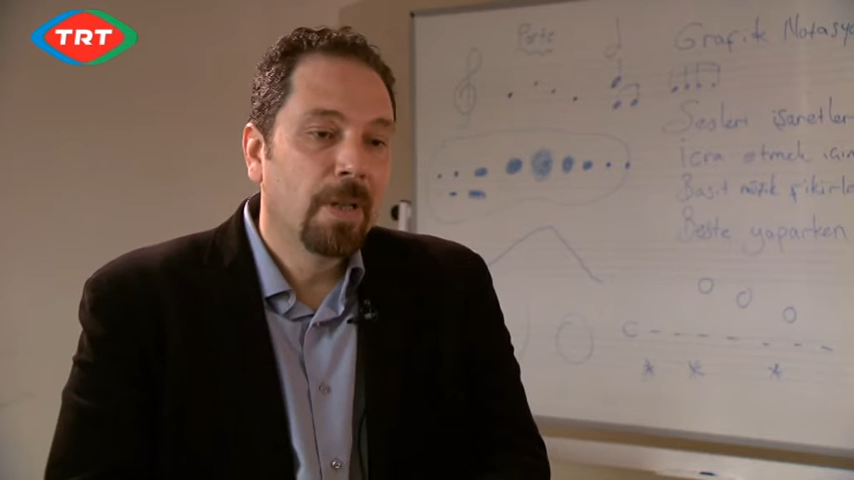 TRT
Porte
Grafik Notasyo
Sesleri işaretler
icra etmek için
Basit müzik fikirle
Beste yaparken